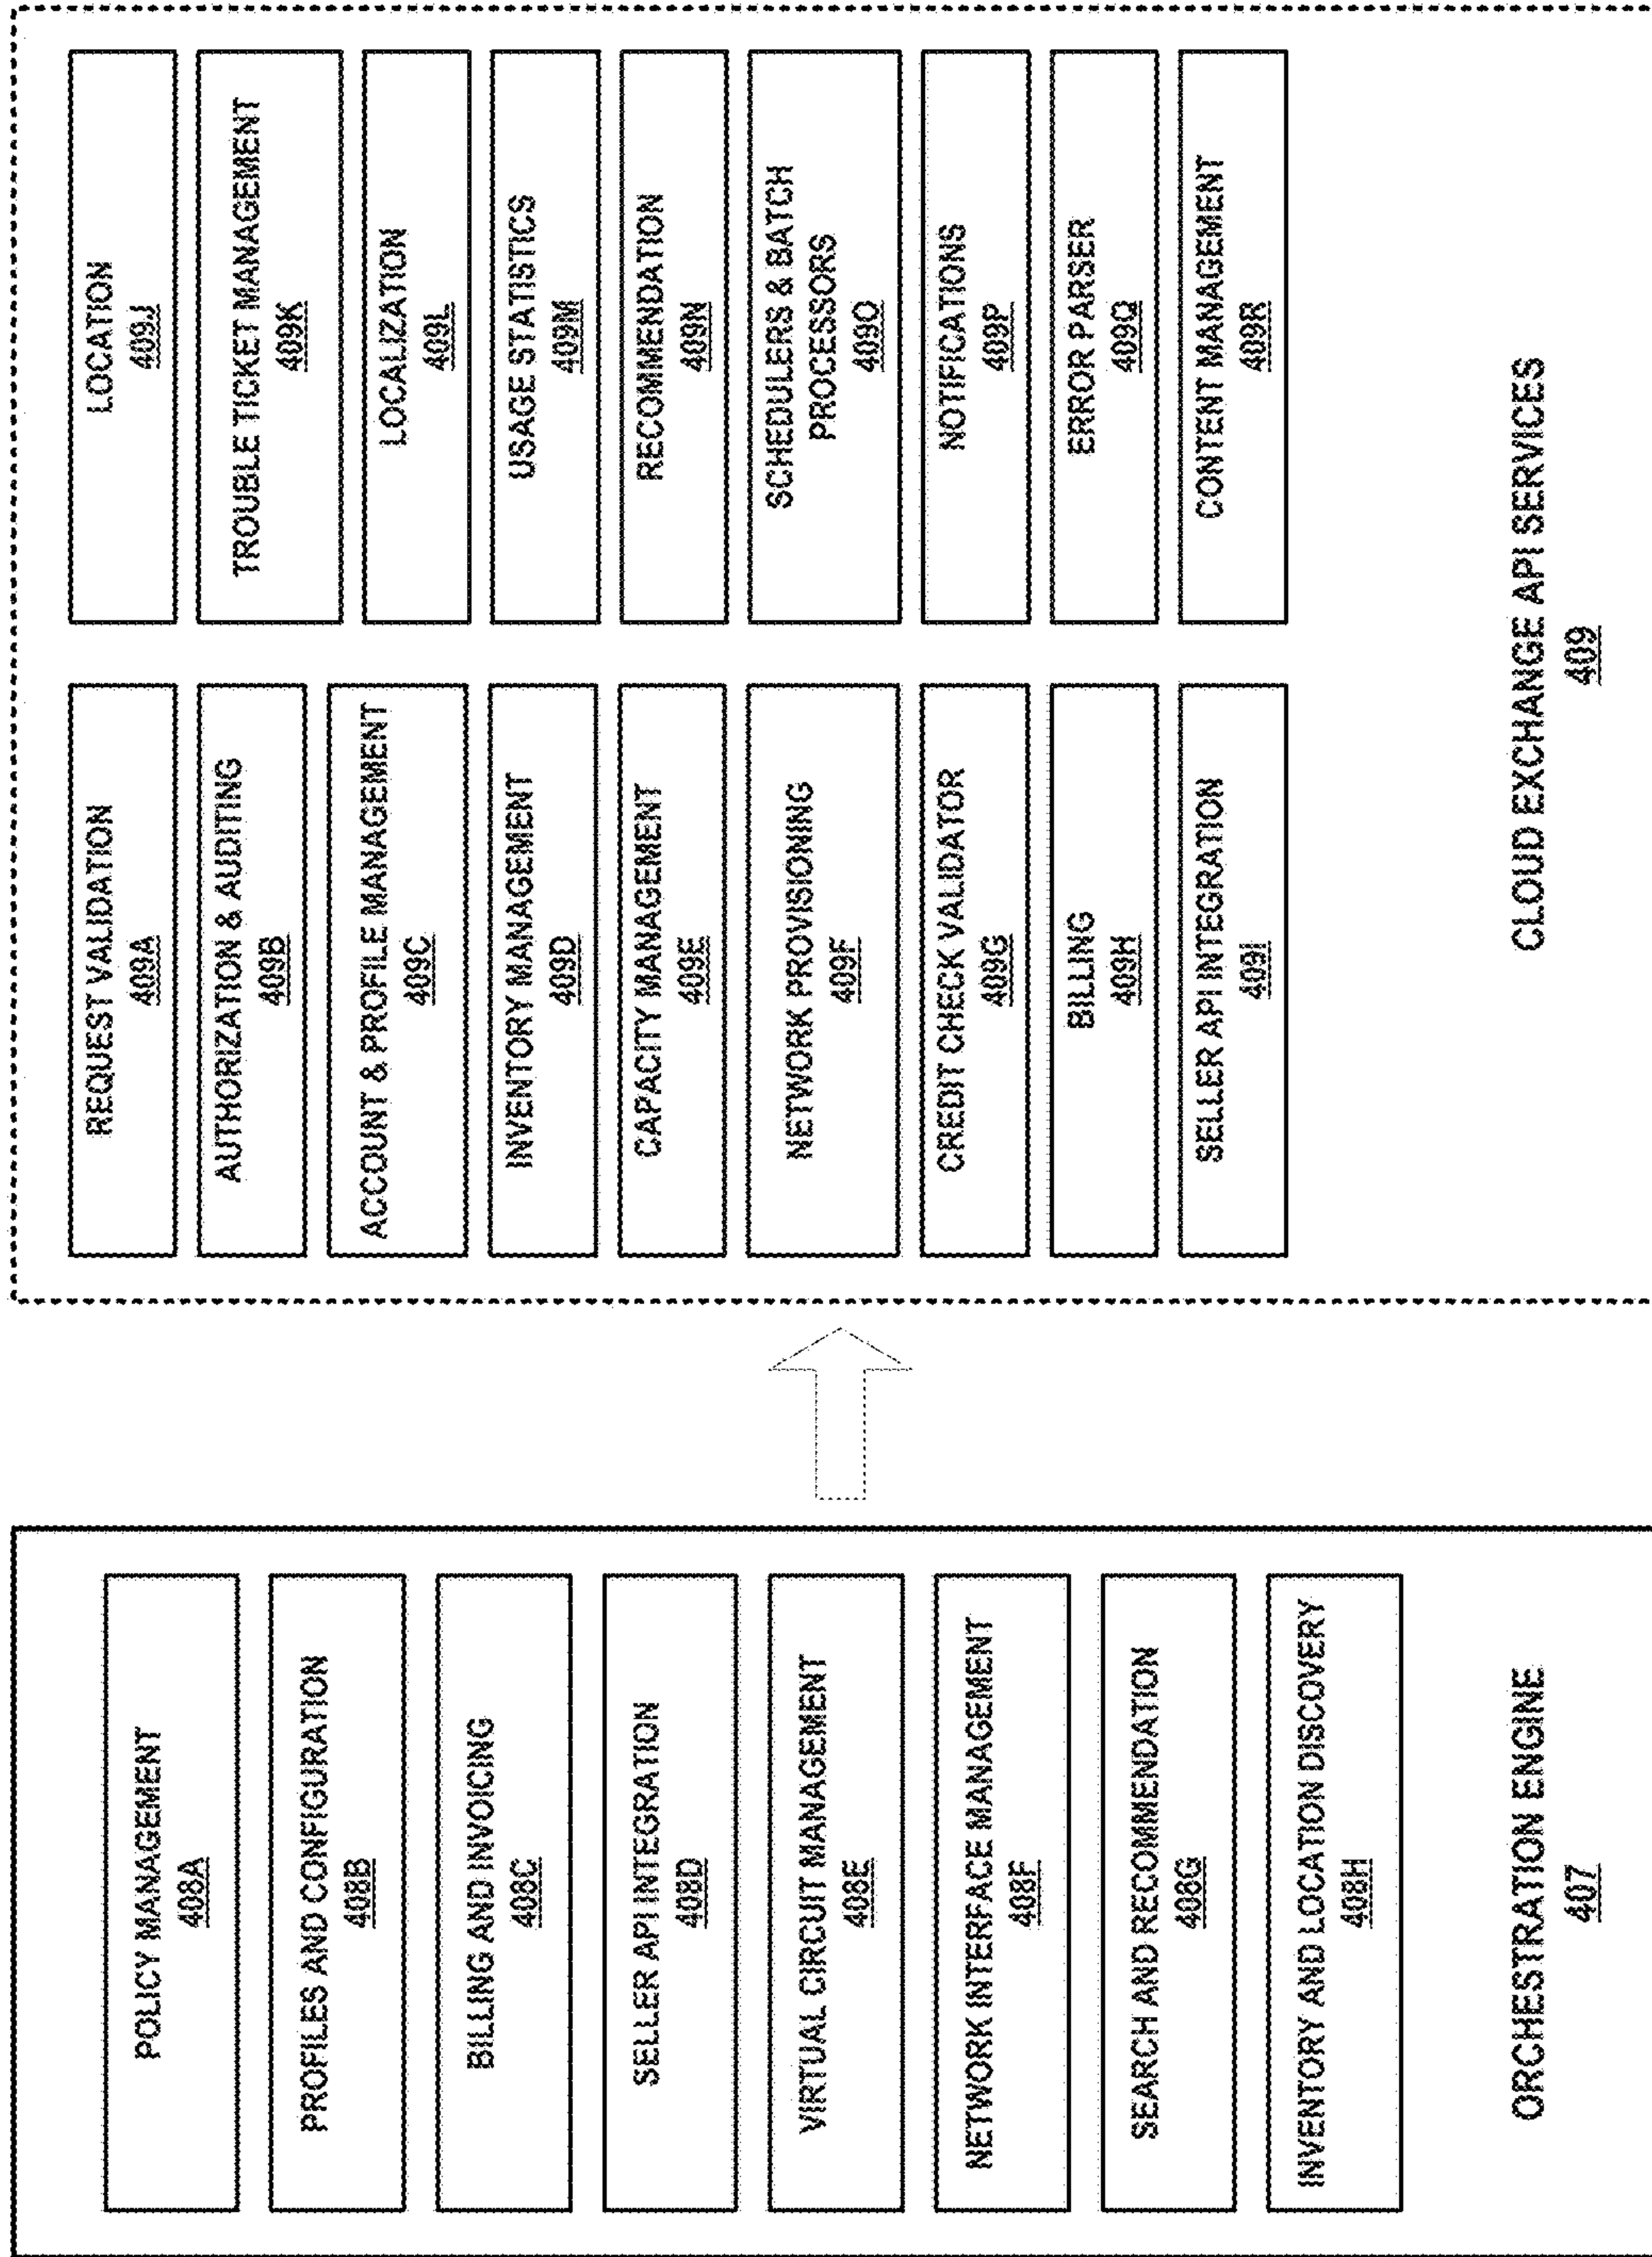 POLICY MANAGEMENT
408A
PROFILES AND CONFIGURATION
408B
BILLING AND INVOICING
408C
SELLER API INTEGRATION
408D
VIRTUAL CIRCUIT MANAGEMENT
408E
NETWORK INTERFACE MANAGEMENT
408F
SEARCH AND RECOMMENDATION
408G
INVENTORY AND LOCATION DISCOVERY
408H
ORCHESTRATION ENGINE
407
REQUEST VALIDATION
409A
AUTHORIZATION & AUDITING
409B
ACCOUNT & PROFILE MANAGEMENT
409C
INVENTORY MANAGEMENT
409D
CAPACITY MANAGEMENT
409E
NETWORK PROVISIONING
409F
CREDIT CHECK VALIDATOR
409G
BILLING
409H
SELLER API INTEGRATION
409I
LOCATION
409J
TROUBLE TICKET MANAGEMENT
409K
LOCALIZATION
409L
USAGE STATISTICS
409M
RECOMMENDATION
409N
SCHEDULERS & BATCH
PROCESSORS
409O
NOTIFICATIONS
409P
ERROR PARSER
409Q
CONTENT MANAGEMENT
409R
CLOUD EXCHANGE API SERVICES
409